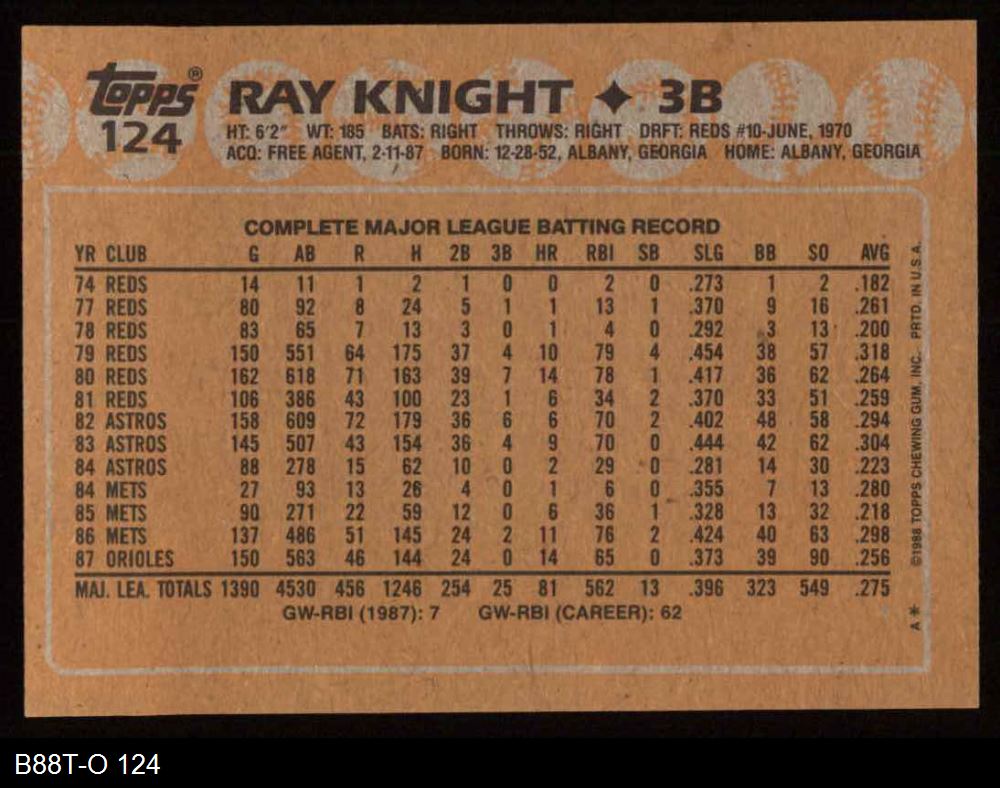 topps® RAY KNIGHT ✦ 3B
124 HT: 6'2" WT: 185 BATS: RIGHT THROWS: RIGHT DRFT: REDS #10-JUNE, 1970
ACQ: FREE AGENT, 2-11-87 BORN: 12-28-52, ALBANY, GEORGIA HOME: ALBANY, GEORGIA
COMPLETE MAJOR LEAGUE BATTING RECORD
YR CLUB G AB R H 2B 3B HR RBI SB SLG BB SO AVG
74 REDS 14 11 1 2 1 0 0 2 0 .273 1 2 .182
77 REDS 80 92 8 24 5 1 1 13 1 .370 9 16 .261
78 REDS 83 65 7 13 3 0 1 4 0 .292 3 13 .200
79 REDS 150 551 64 175 37 4 10 79 4 .454 38 57 .318
80 REDS 162 618 71 163 39 7 14 78 1 .417 36 62 .264
81 REDS 106 386 43 100 23 1 6 34 2 .370 33 51 .259
82 ASTROS 158 609 72 179 36 6 6 70 2 .402 48 58 .294
83 ASTROS 145 507 43 154 36 4 9 70 0 .444 42 62 .304
84 ASTROS 88 278 15 62 10 0 2 29 0 .281 14 30 .223
84 METS 27 93 13 26 4 0 1 6 0 .355 7 13 .280
85 METS 90 271 22 59 12 0 6 36 1 .328 13 32 .218
86 METS 137 486 51 145 24 2 11 76 2 .424 40 63 .298
87 ORIOLES 150 563 46 144 24 0 14 65 0 .373 39 90 .256
MAJ. LEA. TOTALS 1390 4530 456 1246 254 25 81 562 13 .396 323 549 .275
GW-RBI (1987): 7 GW-RBI (CAREER): 62
A * ©1988 TOPPS CHEWING GUM, INC. PRTD. IN U.S.A.
B88T-O 124